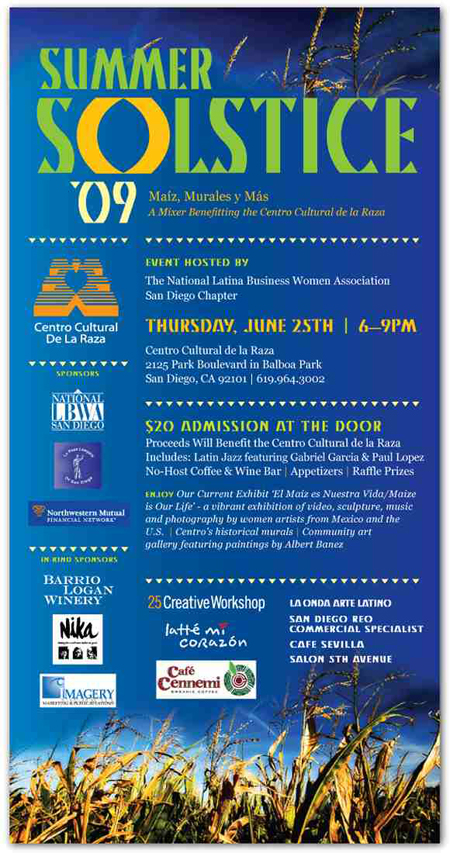 SUMMER
SOLSTICE
'09
Maíz, Murales y Más
A Mixer Benefitting the Centro Cultural de la Raza
Centro Cultural
De La Raza
SPONSORS
NATIONAL
LBWA
SAN DIEGO
Northwestern Mutual
FINANCIAL NETWORK®
IN-KIND SPONSORS
BARRIO
LOGAN
WINERY
Nika
IMAGERY
MARKETING & PUBLIC RELATIONS
EVENT HOSTED BY
The National Latina Business Women Association
San Diego Chapter
THURSDAY, JUNE 25TH | 6–9PM
Centro Cultural de la Raza
2125 Park Boulevard in Balboa Park
San Diego, CA 92101 | 619.964.3002
$20 ADMISSION AT THE DOOR
Proceeds Will Benefit the Centro Cultural de la Raza
Includes: Latin Jazz featuring Gabriel Garcia & Paul Lopez
No-Host Coffee & Wine Bar | Appetizers | Raffle Prizes
ENJOY Our Current Exhibit 'El Maíz es Nuestra Vida/Maize
is Our Life' - a vibrant exhibition of video, sculpture, music
and photography by women artists from Mexico and the
U.S. | Centro's historical murals | Community art
gallery featuring paintings by Albert Banez
25 CreativeWorkshop
latté mi
corazón
Café
Cennemi
ORGANIC COFFEE
LA ONDA ARTE LATINO
SAN DIEGO REO
COMMERCIAL SPECIALIST
CAFE SEVILLA
SALON 5TH AVENUE